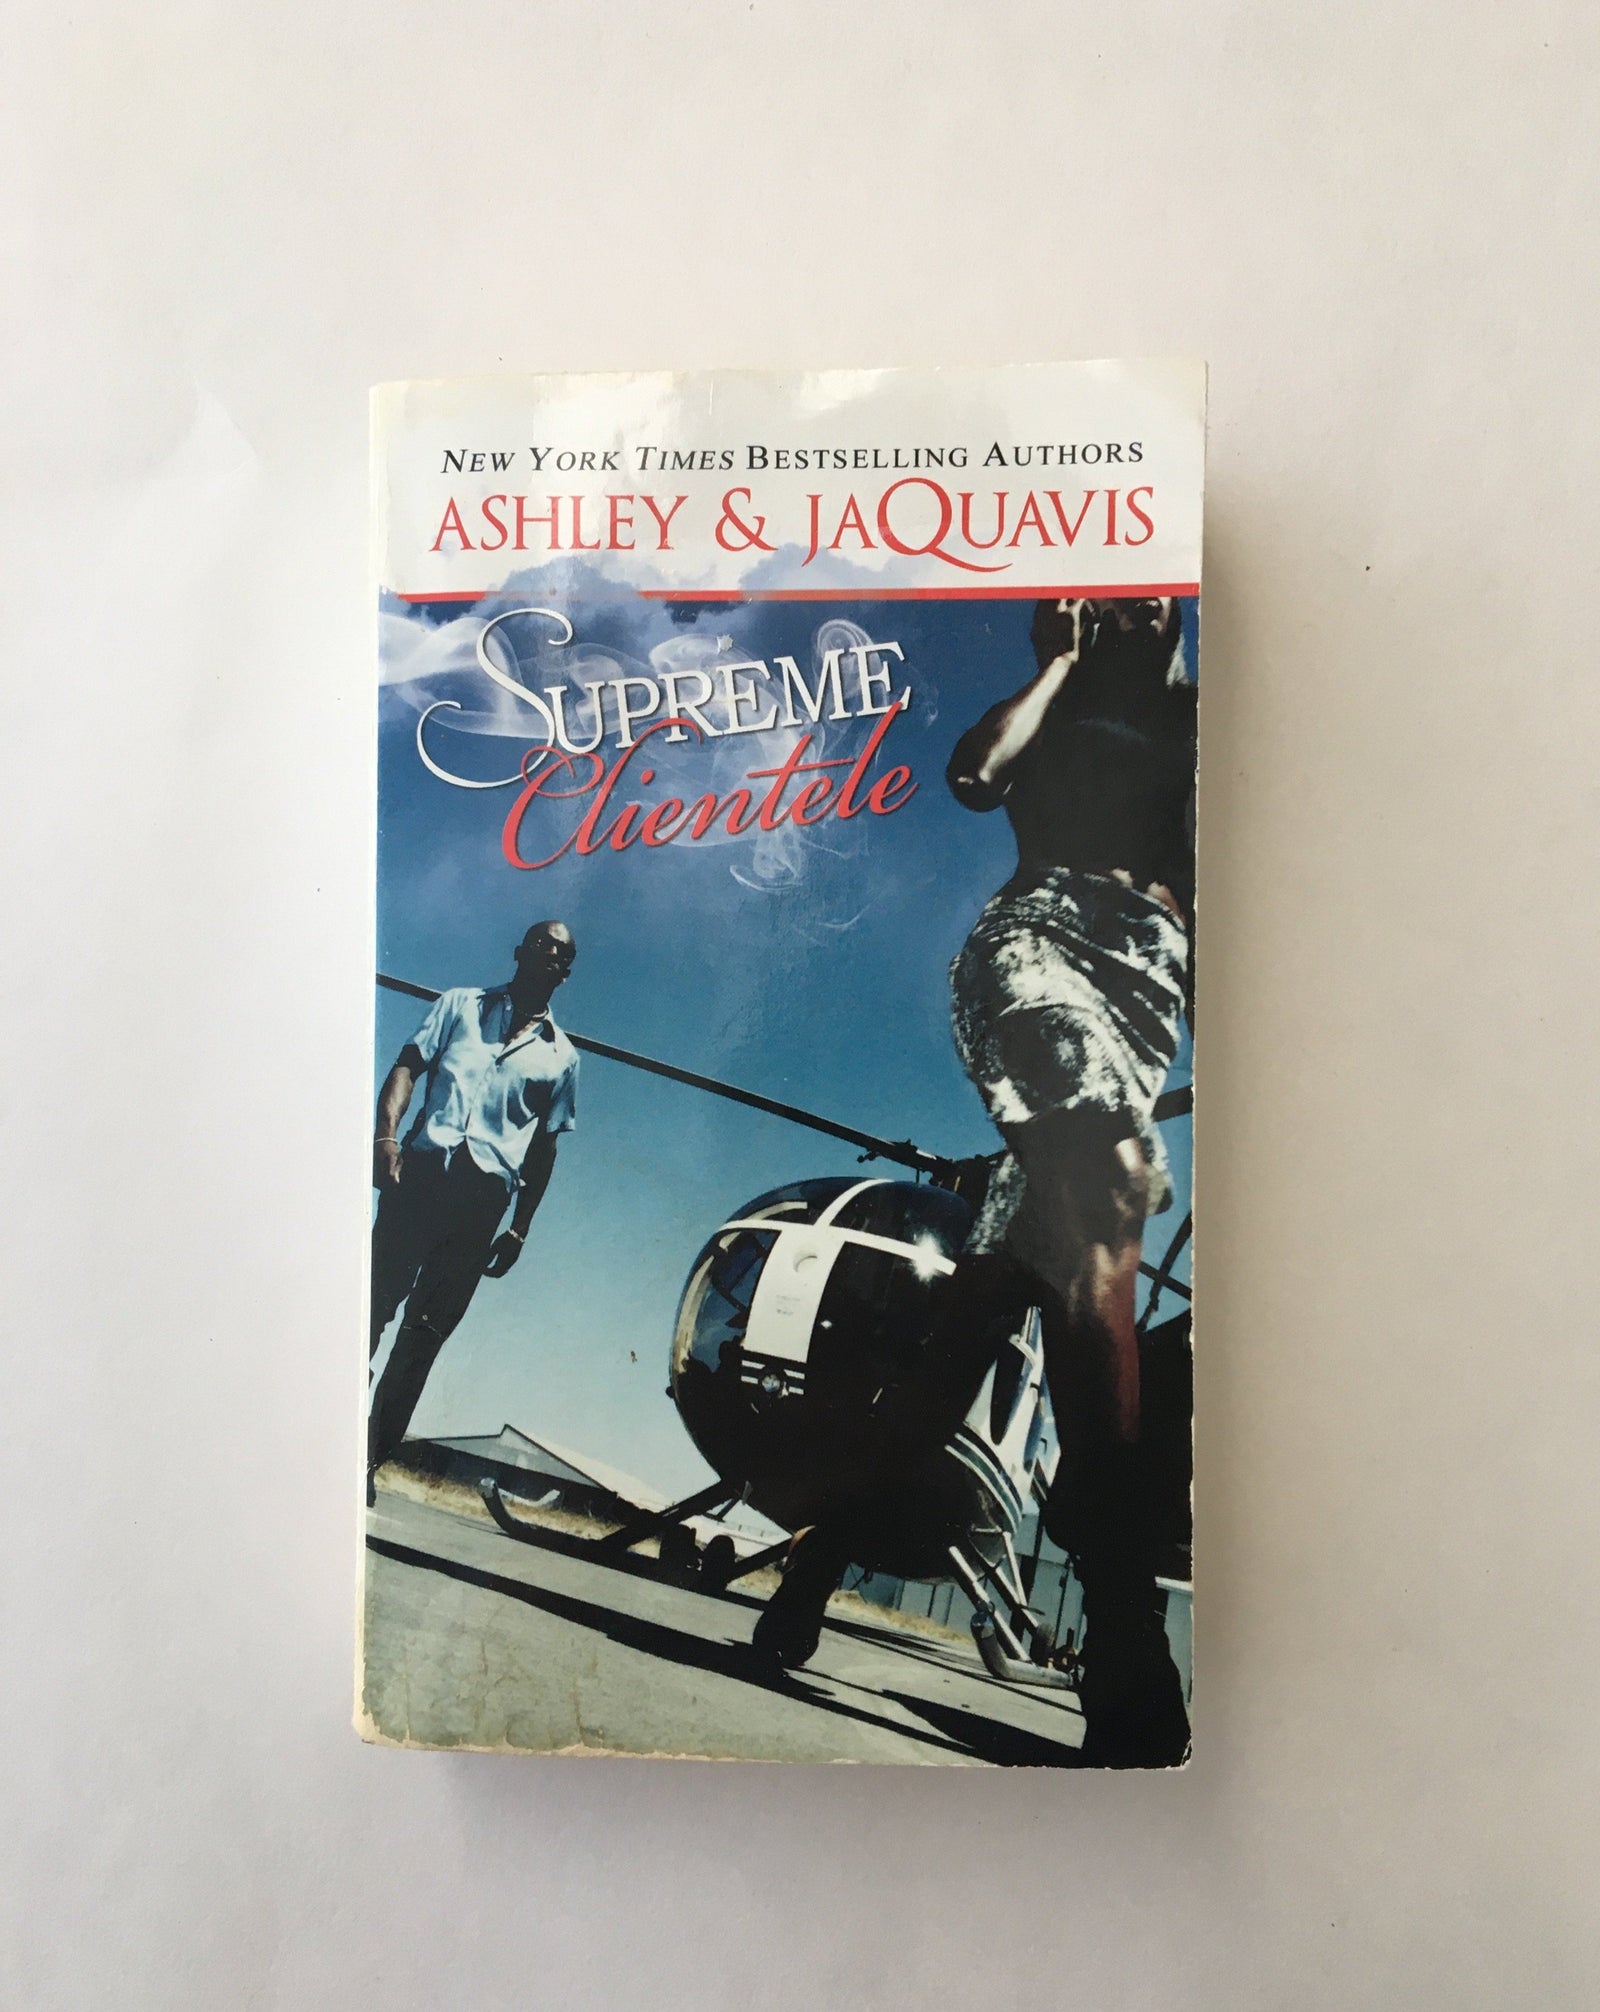 NEW YORK TIMES BESTSELLING AUTHORS
ASHLEY & JAQUAVIS
SUPREME
Clientele